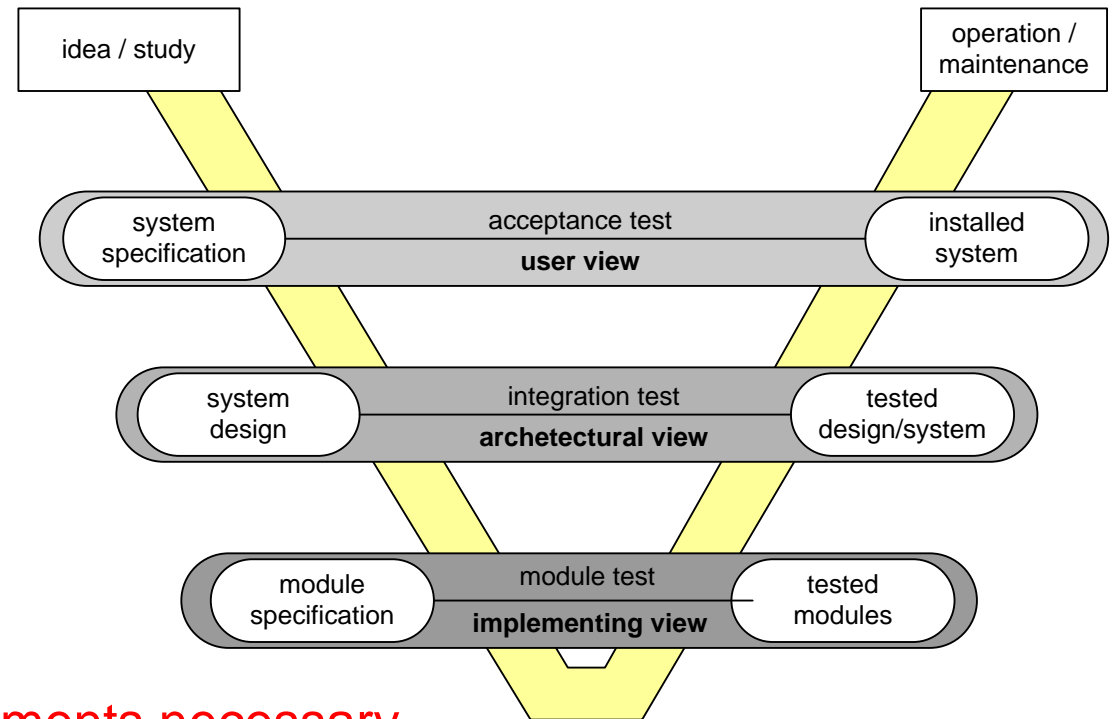 idea / study
operation /
maintenance
system
specification
acceptance test
user view
installed
system
system
design
integration test
archetectural view
tested
design/system
module
specification
module test
implementing view
tested
modules
necessary